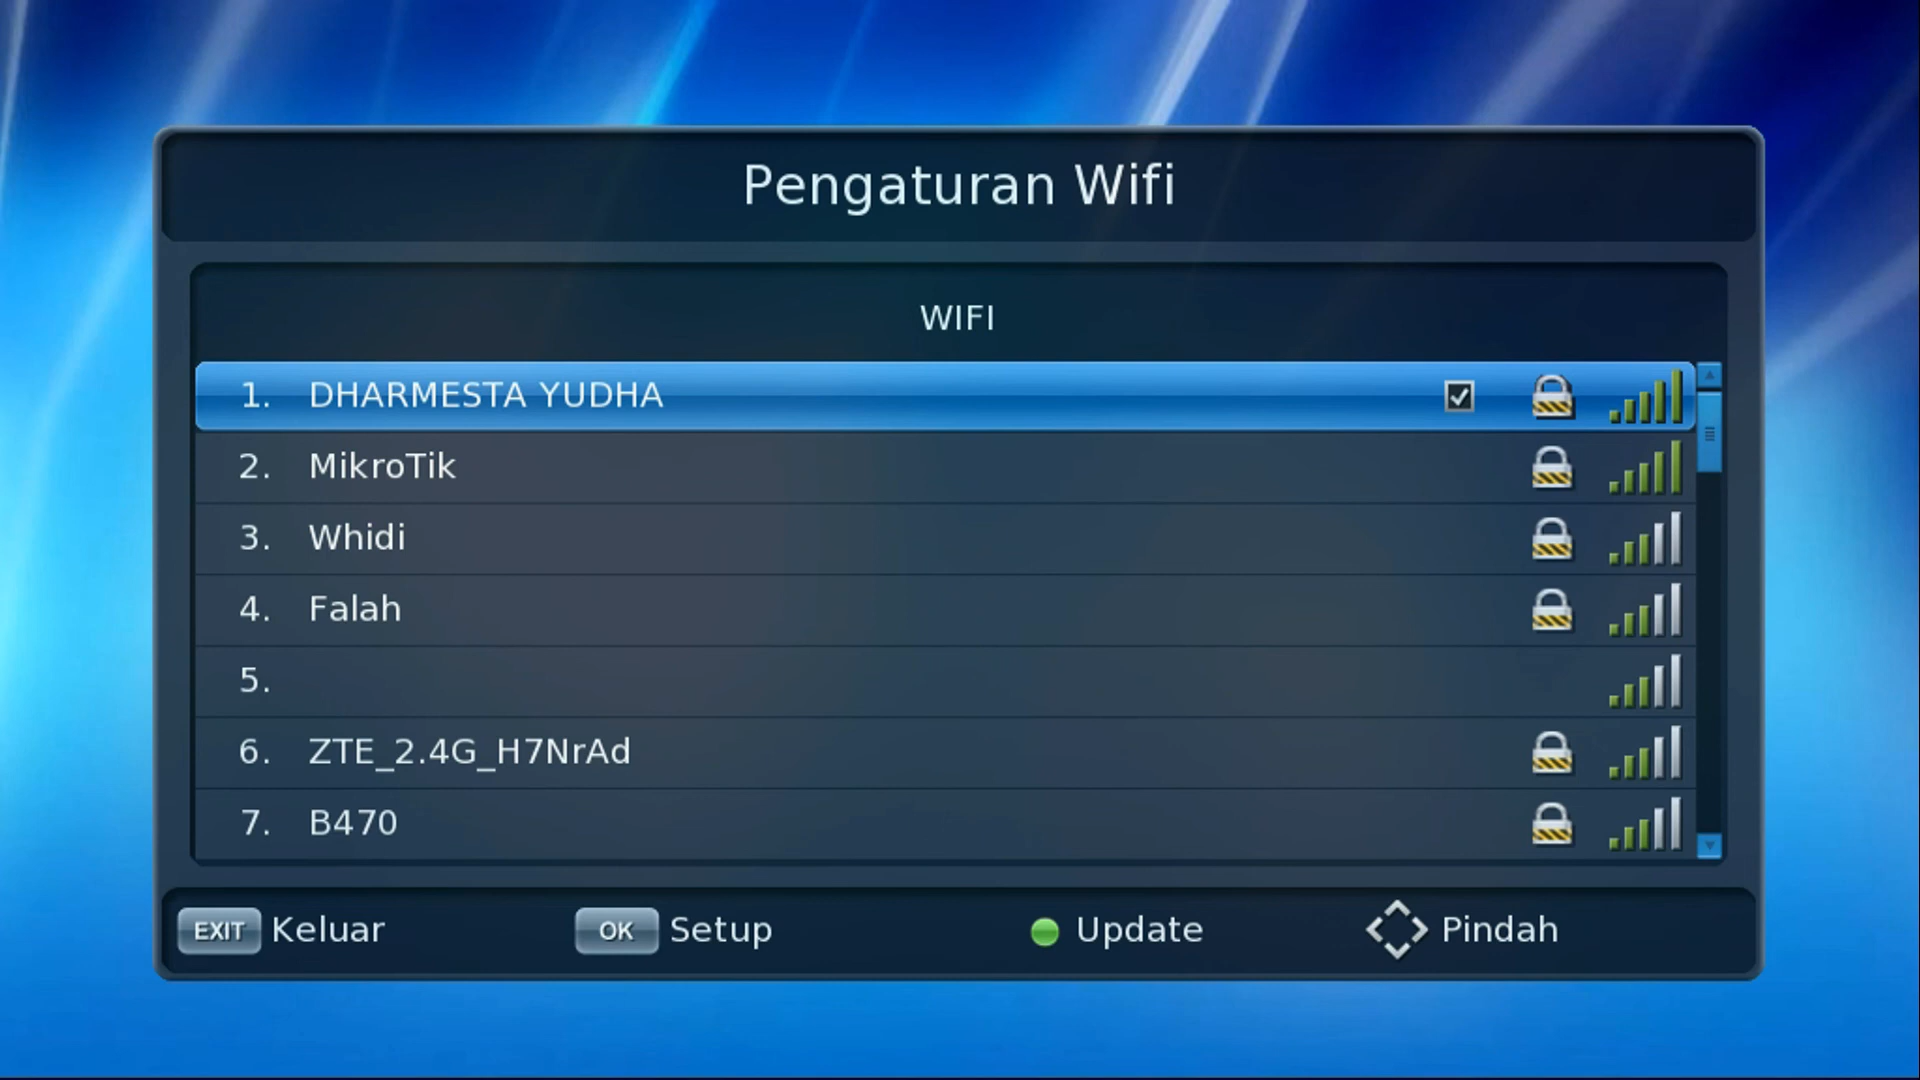 Pengaturan Wifi
WIFI
1. DHARMESTA YUDHA
2. MikroTik
3. Whidi
4. Falah
5.
6. ZTE_2.4G_H7NrAd
7. B470
EXIT Keluar OK Setup Update Pindah